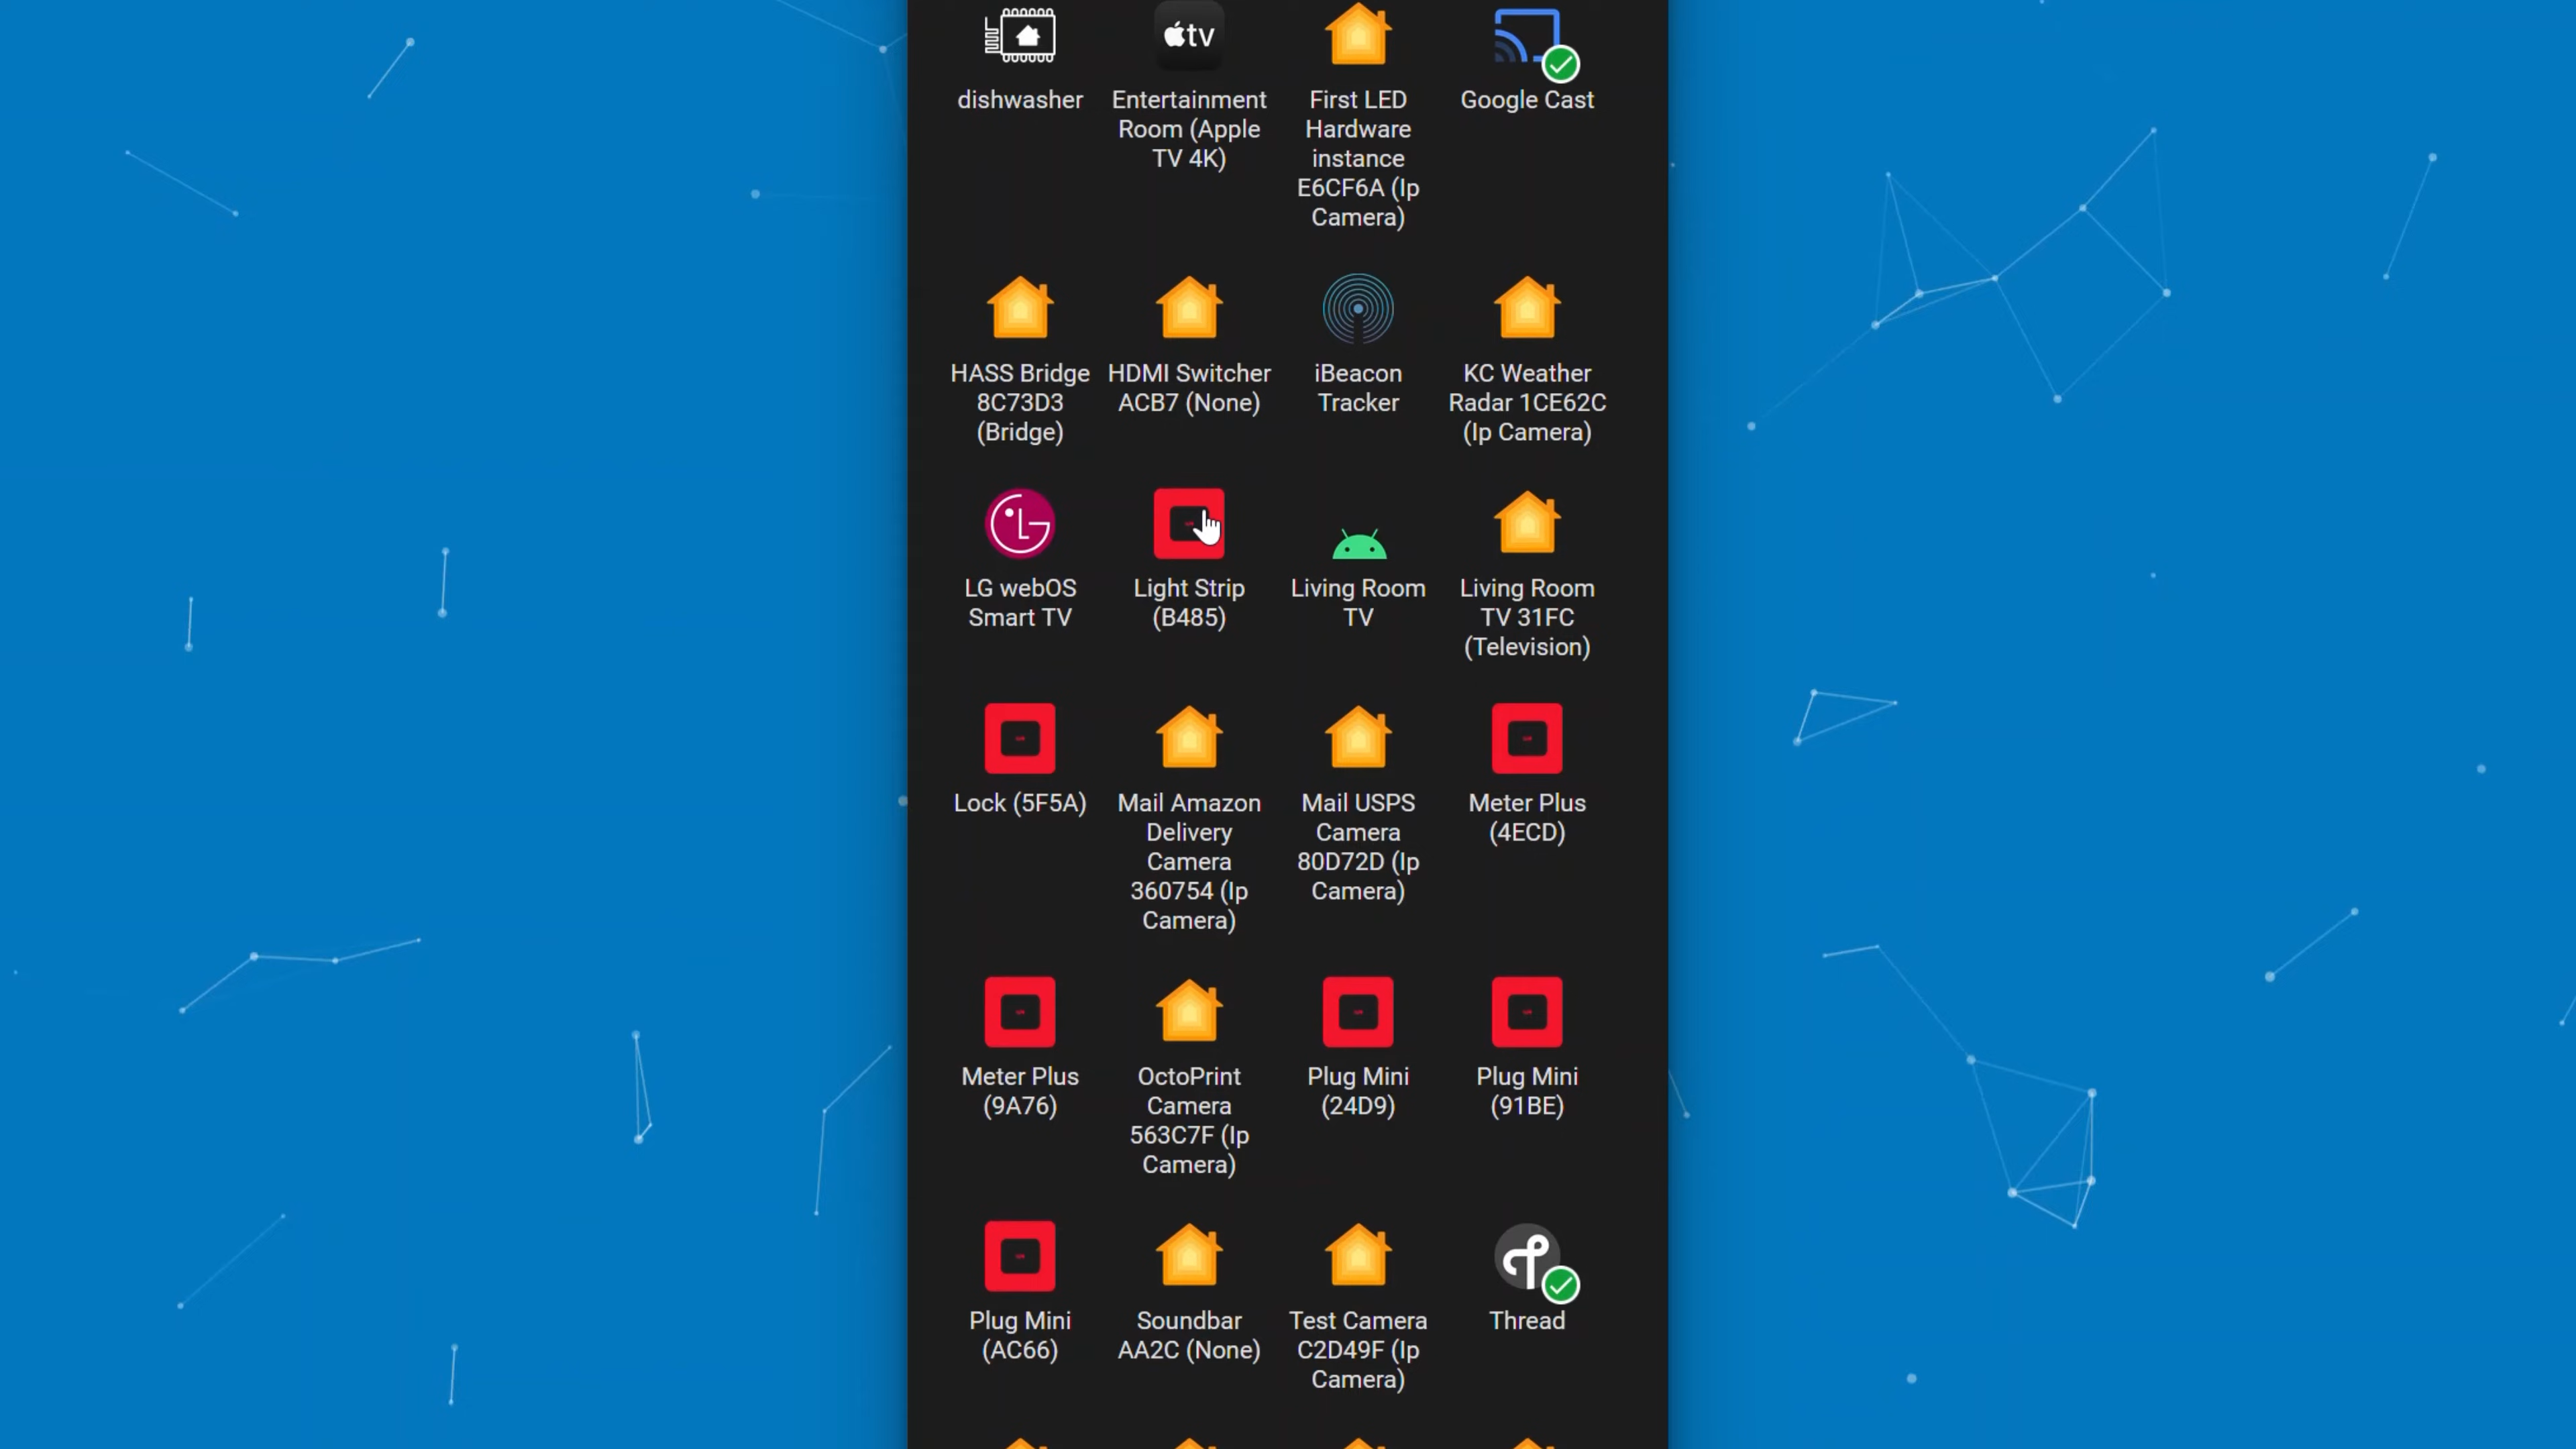 tv
dishwasher
Entertainment
Room (Apple
TV 4K)
First LED
Hardware
instance
E6CF6A (Ip
Camera)
Google Cast
HASS Bridge
8C73D3
(Bridge)
HDMI Switcher
ACB7 (None)
iBeacon
Tracker
KC Weather
Radar 1CE62C
(Ip Camera)
LG
LG webOS
Smart TV
Light Strip
(B485)
Living Room
TV
Living Room
TV 31FC
(Television)
Lock (5F5A)
Mail Amazon
Delivery
Camera
360754 (Ip
Camera)
Mail USPS
Camera
80D72D (Ip
Camera)
Meter Plus
(4ECD)
Meter Plus
(9A76)
OctoPrint
Camera
563C7F (Ip
Camera)
Plug Mini
(24D9)
Plug Mini
(91BE)
Plug Mini
(AC66)
Soundbar
AA2C (None)
Test Camera
C2D49F (Ip
Camera)
Thread